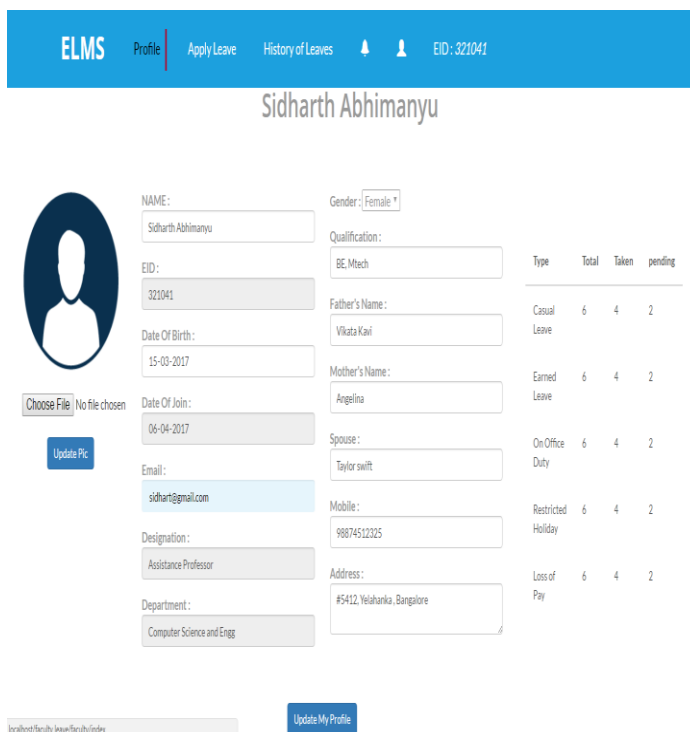 ELMS Profile Apply Leave History of Leaves EID : 321041
Sidharth Abhimanyu
Choose File No file chosen
Update Pic
NAME :
Sidharth Abhimanyu
EID :
321041
Date Of Birth :
15-03-2017
Date Of Join :
06-04-2017
Email :
sidhart@gmail.com
Designation :
Assistance Professor
Department :
Computer Science and Engg
Gender : Female
Qualification :
BE, Mtech
Father's Name :
Vikata Kavi
Mother's Name :
Angelina
Spouse :
Taylor swift
Mobile :
98874512325
Address :
#5412, Yelahanka , Bangalore
Type Total Taken pending
Casual 6 4 2
Leave
Earned 6 4 2
Leave
On Office 6 4 2
Duty
Restricted 6 4 2
Holiday
Loss of 6 4 2
Pay
Update My Profile
localhost/faculty leave/faculty/index